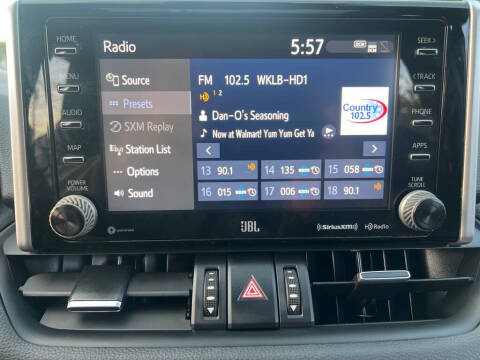 Radio
5:57
HOME
MENU
AUDIO
MAP
POWER
VOLUME
SEEK
TRACK
PHONE
APPS
TUNE
SCROLL
Source
Presets
SXM Replay
Station List
Options
Sound
FM 102.5 WKLB-HD1
1 2
Dan-O's Seasoning
Now at Walmart! Yum Yum Get Ya
Country
102.5
13 90.1
14 135
15 058
16 015
17 006
18 90.1
JBL
SiriusXM
HD Radio